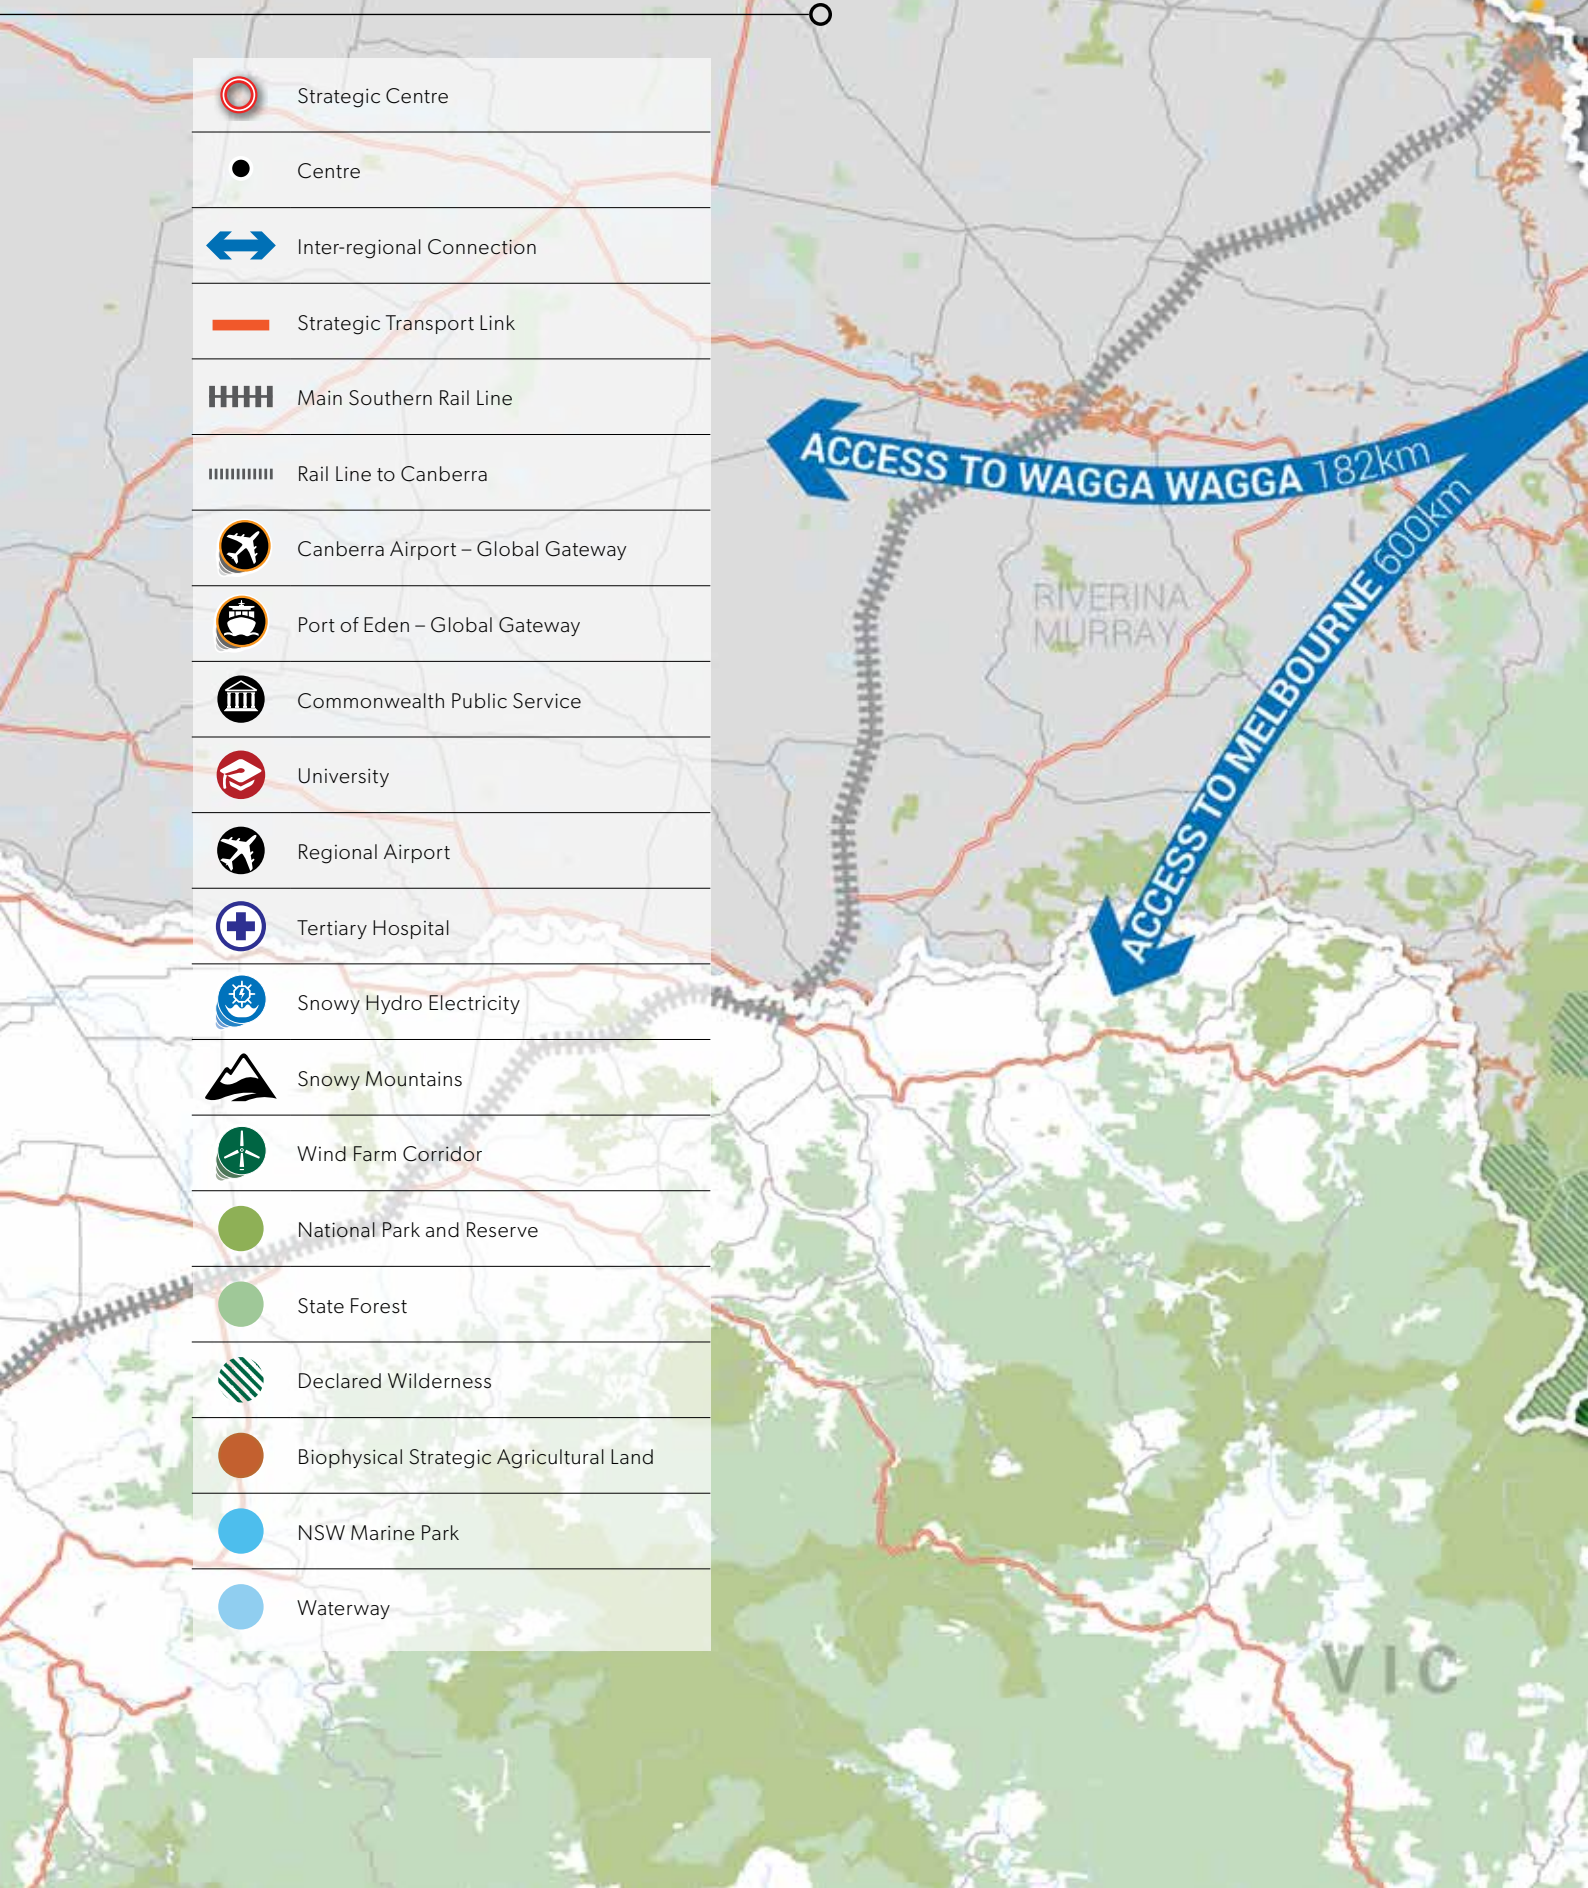 Strategic Centre
Centre
Inter-regional Connection
Strategic Transport Link
Main Southern Rail Line
Rail Line to Canberra
Canberra Airport – Global Gateway
Port of Eden – Global Gateway
Commonwealth Public Service
University
Regional Airport
Tertiary Hospital
Snowy Hydro Electricity
Snowy Mountains
Wind Farm Corridor
National Park and Reserve
State Forest
Declared Wilderness
Biophysical Strategic Agricultural Land
NSW Marine Park
Waterway
ACCESS TO WAGGA WAGGA 182km
ACCESS TO MELBOURNE 600km
RIVERINA
MURRAY
VIC